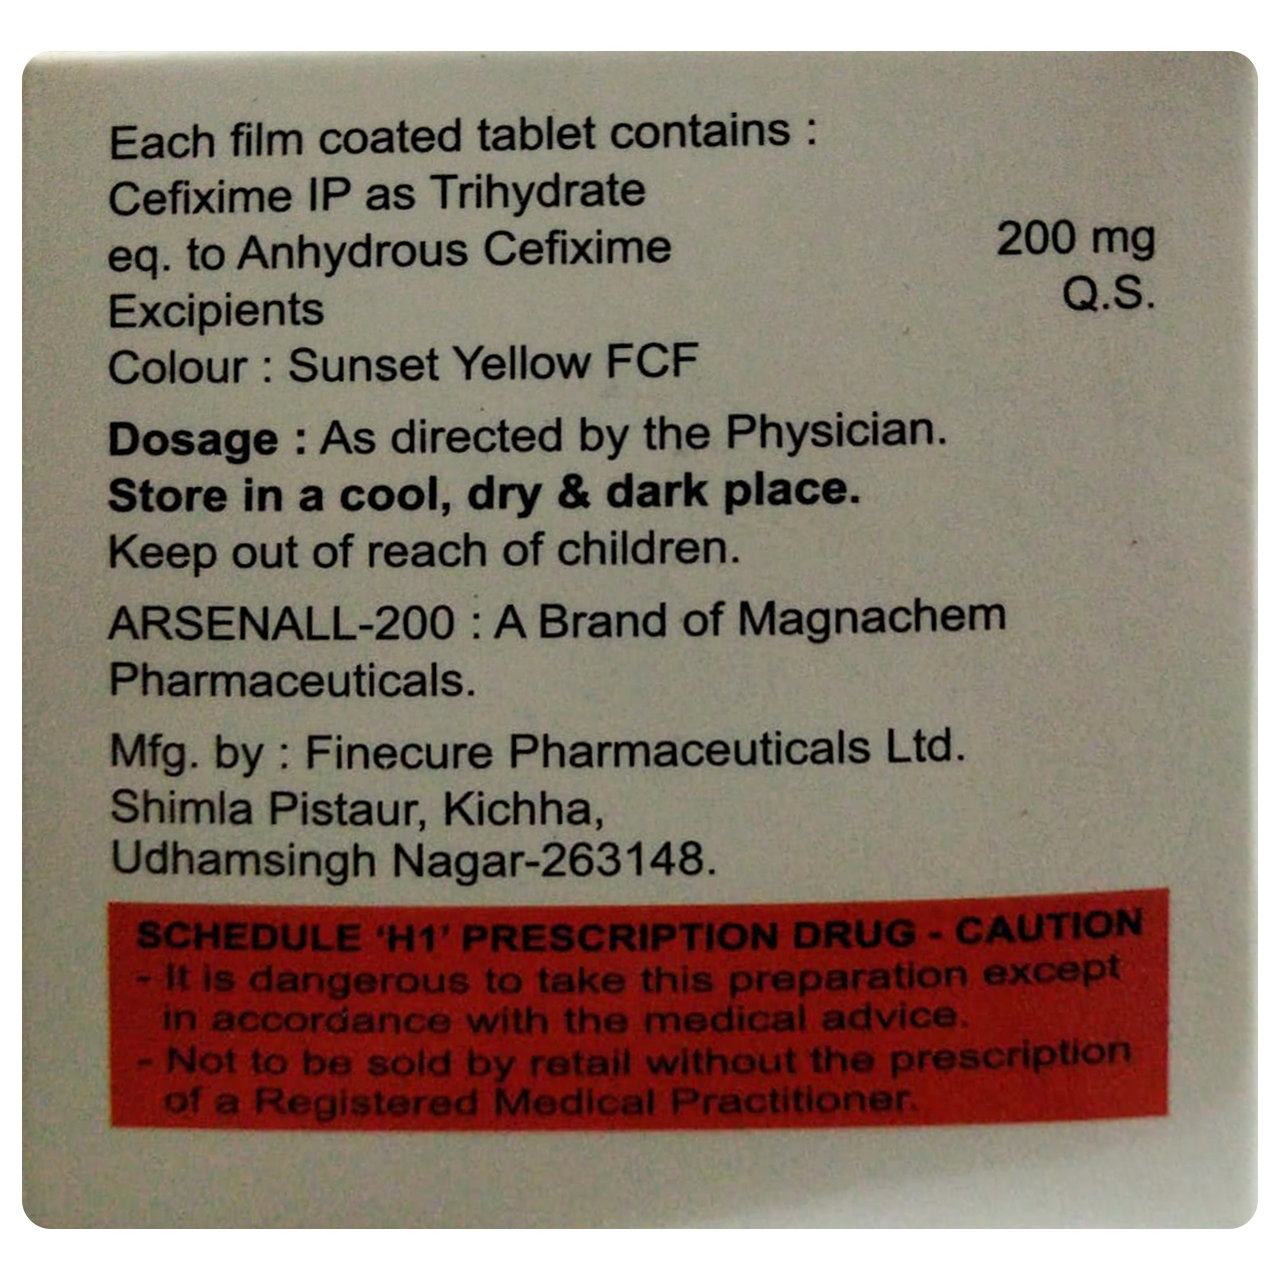 Each film coated tablet contains :
Cefixime IP as Trihydrate
eq. to Anhydrous Cefixime 200 mg
Excipients Q.S.
Colour : Sunset Yellow FCF
Dosage : As directed by the Physician.
Store in a cool, dry & dark place.
Keep out of reach of children.
ARSENALL-200 : A Brand of Magnachem
Pharmaceuticals.
Mfg. by : Finecure Pharmaceuticals Ltd.
Shimla Pistaur, Kichha,
Udhamsingh Nagar-263148.
SCHEDULE ‘H1’ PRESCRIPTION DRUG - CAUTION
- It is dangerous to take this preparation except
in accordance with the medical advice.
- Not to be sold by retail without the prescription
of a Registered Medical Practitioner.